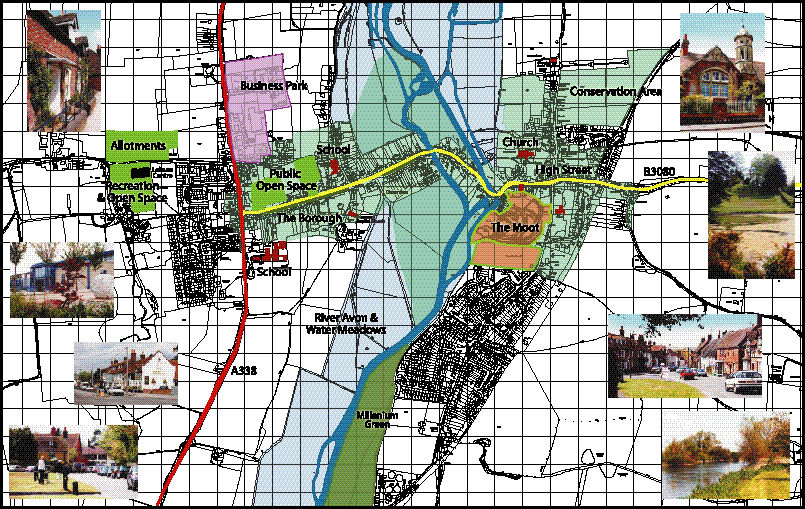 Business Park
Conservation Area
Allotments
Church
School
High Street
B3080
Public
Open Space
Recreation
& Open Space
The Borough
The Moot
School
River Avon &
Water Meadows
A338
Millenium
Green